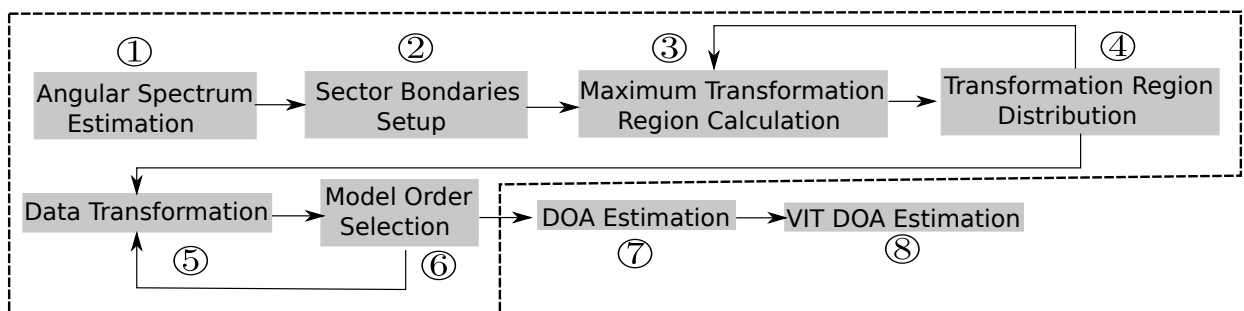 ①
Angular Spectrum
Estimation
②
Sector Bondaries
Setup
③
Maximum Transformation
Region Calculation
④
Transformation Region
Distribution
Data Transformation
⑤
Model Order
Selection
⑥
DOA Estimation
⑦
VIT DOA Estimation
⑧